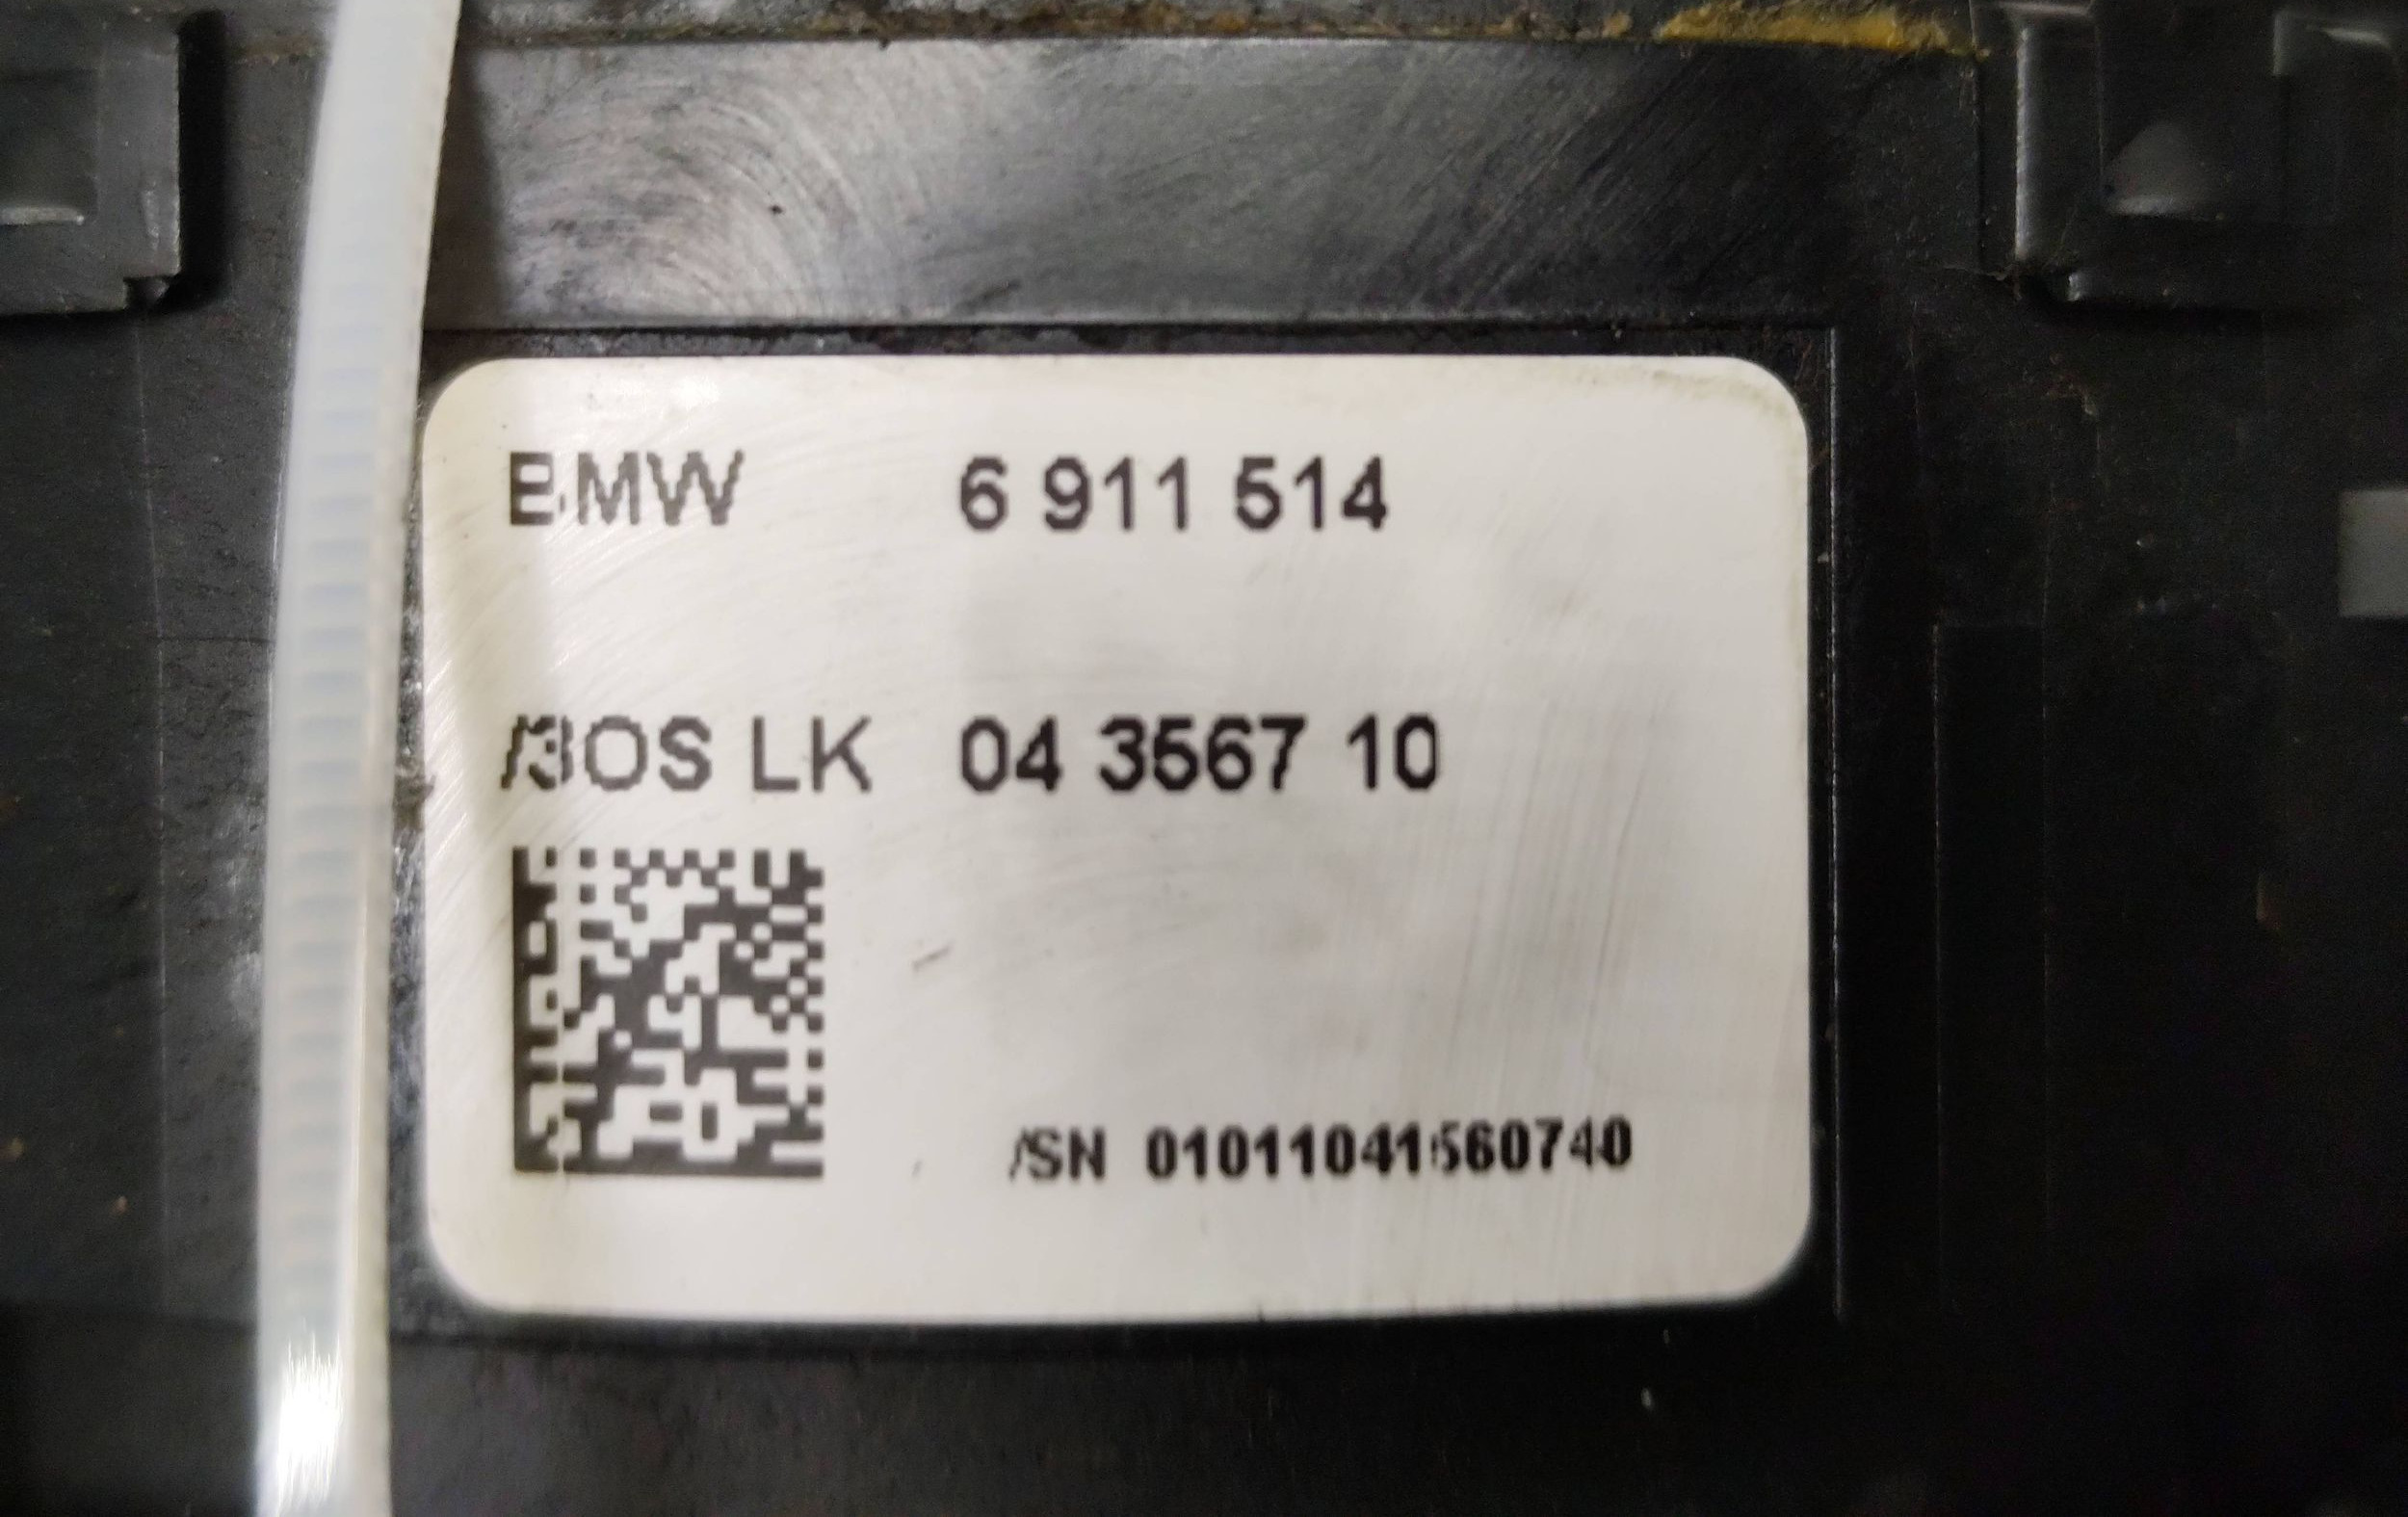 BMW 6 911 514
/3OS LK 04 3567 10
/SN 01011041560740